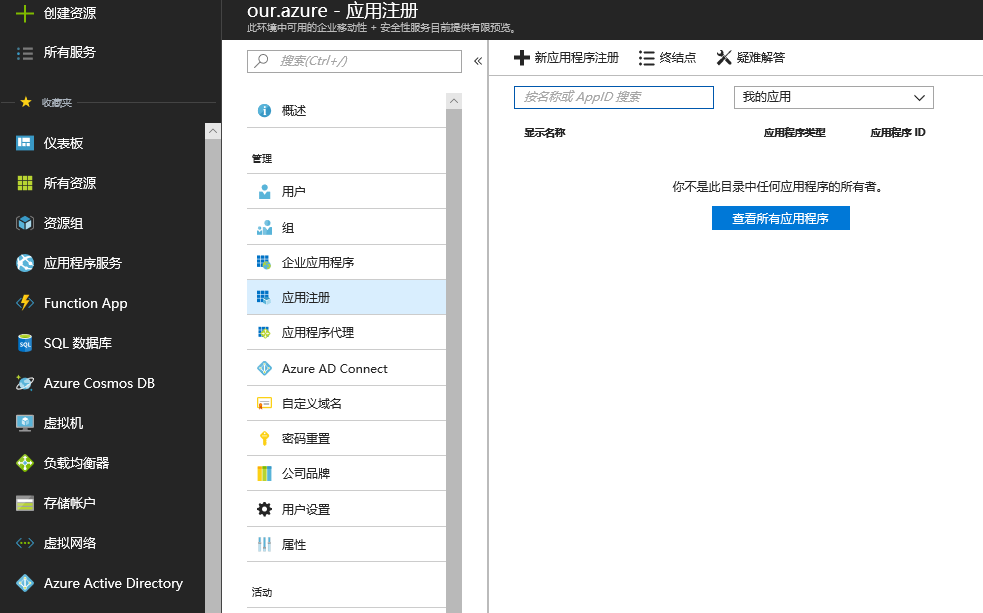 创建资源
所有服务
收藏夹
仪表板
所有资源
资源组
应用程序服务
Function App
SQL 数据库
Azure Cosmos DB
虚拟机
负载均衡器
存储帐户
虚拟网络
Azure Active Directory
our.azure - 应用注册
此环境中可用的企业移动性 + 安全性服务目前提供有限预览。
搜索(Ctrl+/)
概述
管理
用户
组
企业应用程序
应用注册
应用程序代理
Azure AD Connect
自定义域名
密码重置
公司品牌
用户设置
属性
活动
新应用程序注册 终结点 疑难解答
按名称或 AppID 搜索 我的应用
显示名称 应用程序类型 应用程序 ID
你不是此目录中任何应用程序的所有者。
查看所有应用程序